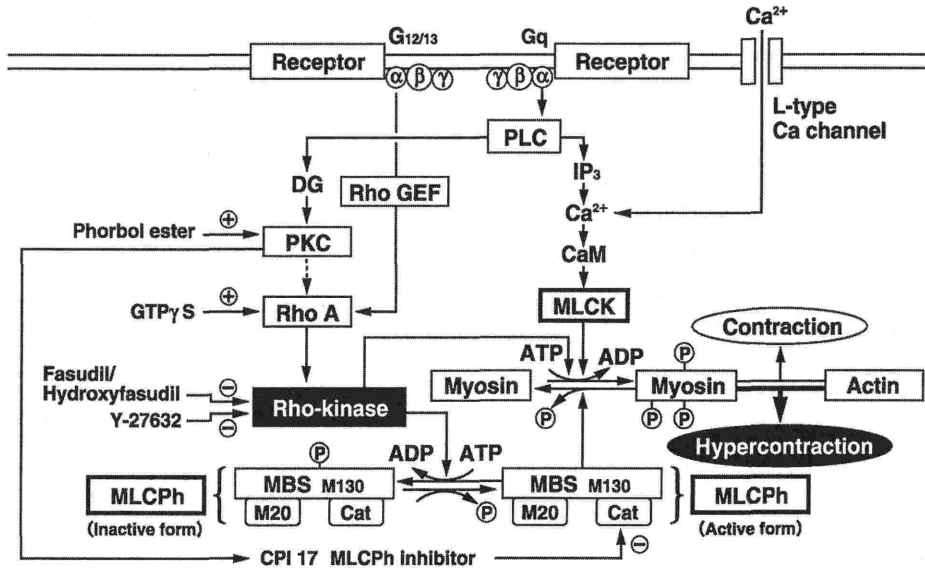 Ca²⁺
G12/13
Gq
Receptor
Receptor
α β γ
γ β α
L-type
Ca channel
PLC
DG
IP₃
Rho GEF
Ca²⁺
Phorbol ester
⊕
PKC
CaM
GTPγS
⊕
Rho A
MLCK
Contraction
ATP
ADP
P
Fasudil/
Hydroxyfasudil
⊖
Y-27632
⊖
Rho-kinase
Myosin
P
Myosin
P P
Actin
Hypercontraction
P
ADP
ATP
MLCPh
(Inactive form)
MBS M130
M20
Cat
P
MBS M130
M20
Cat
MLCPh
(Active form)
⊖
CPI 17 MLCPh inhibitor